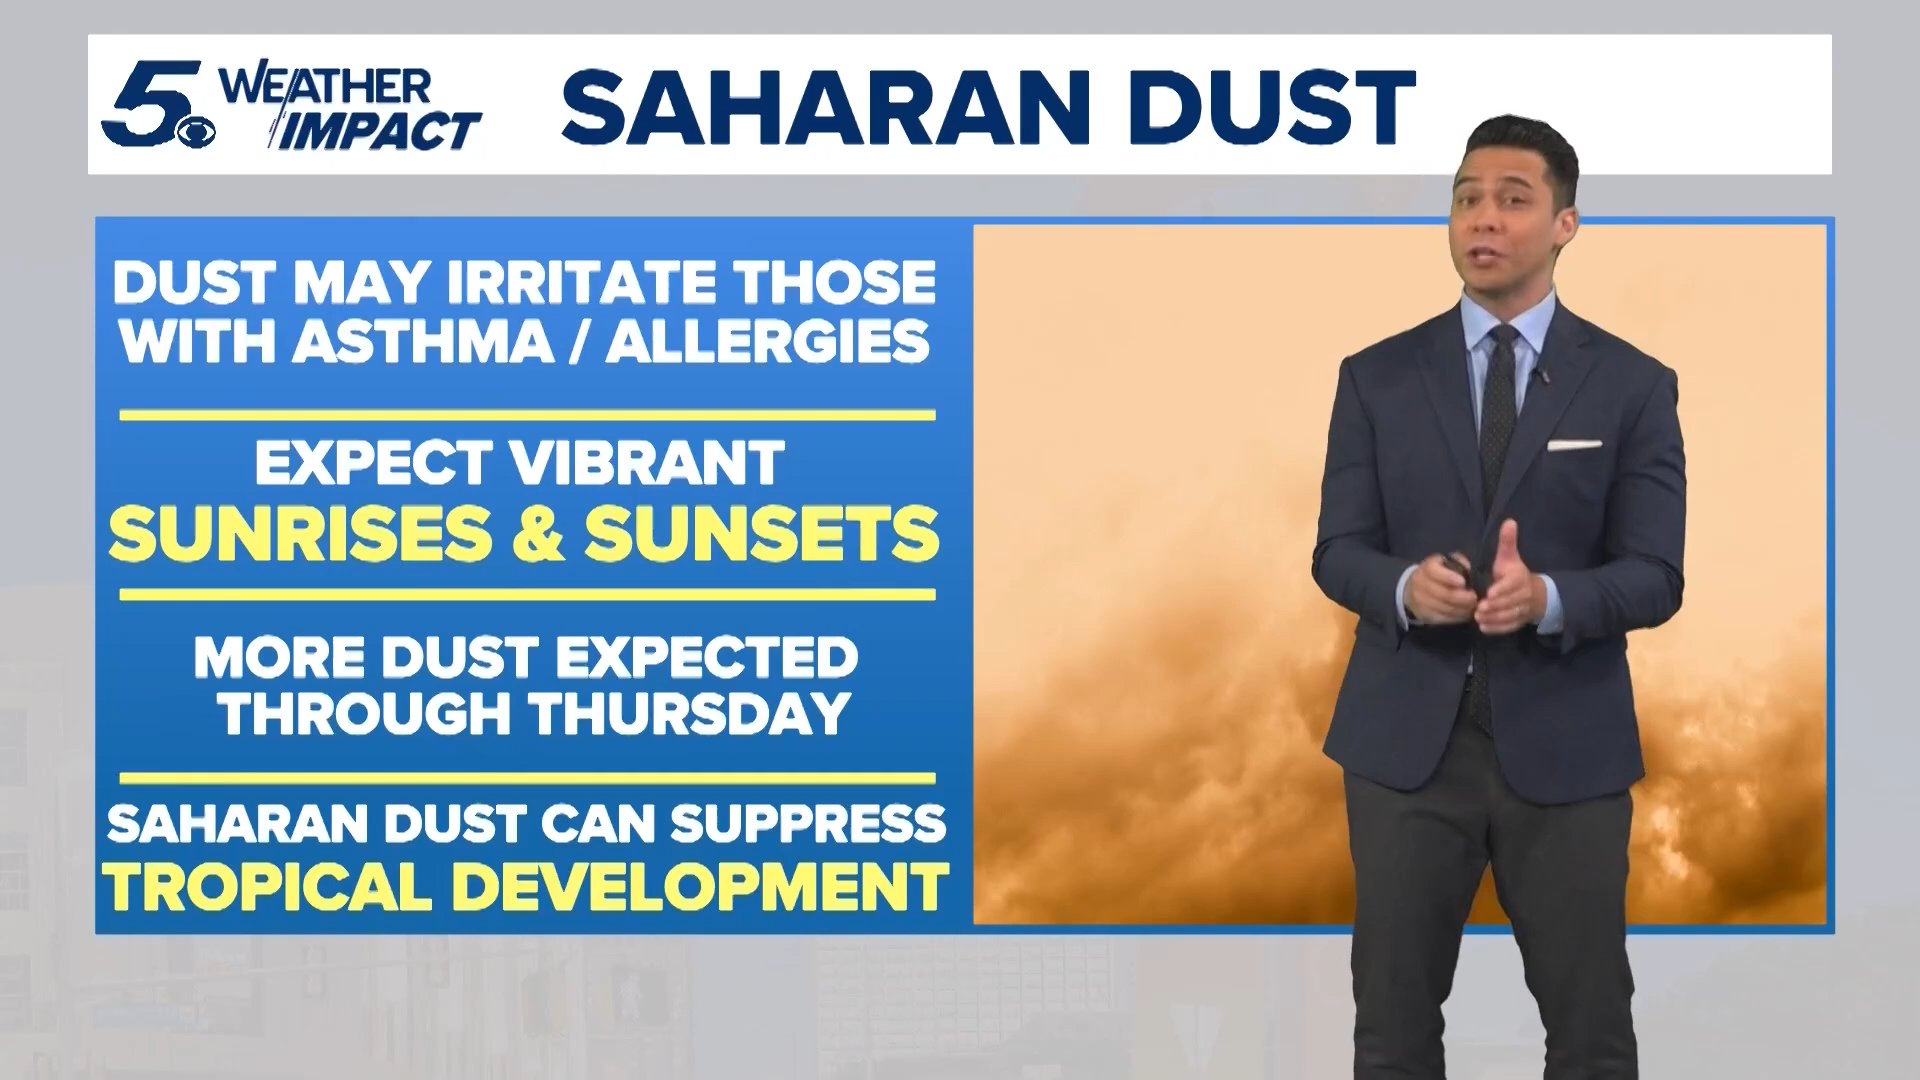 5 WEATHER IMPACT
SAHARAN DUST
DUST MAY IRRITATE THOSE
WITH ASTHMA / ALLERGIES
EXPECT VIBRANT
SUNRISES & SUNSETS
MORE DUST EXPECTED
THROUGH THURSDAY
SAHARAN DUST CAN SUPPRESS
TROPICAL DEVELOPMENT